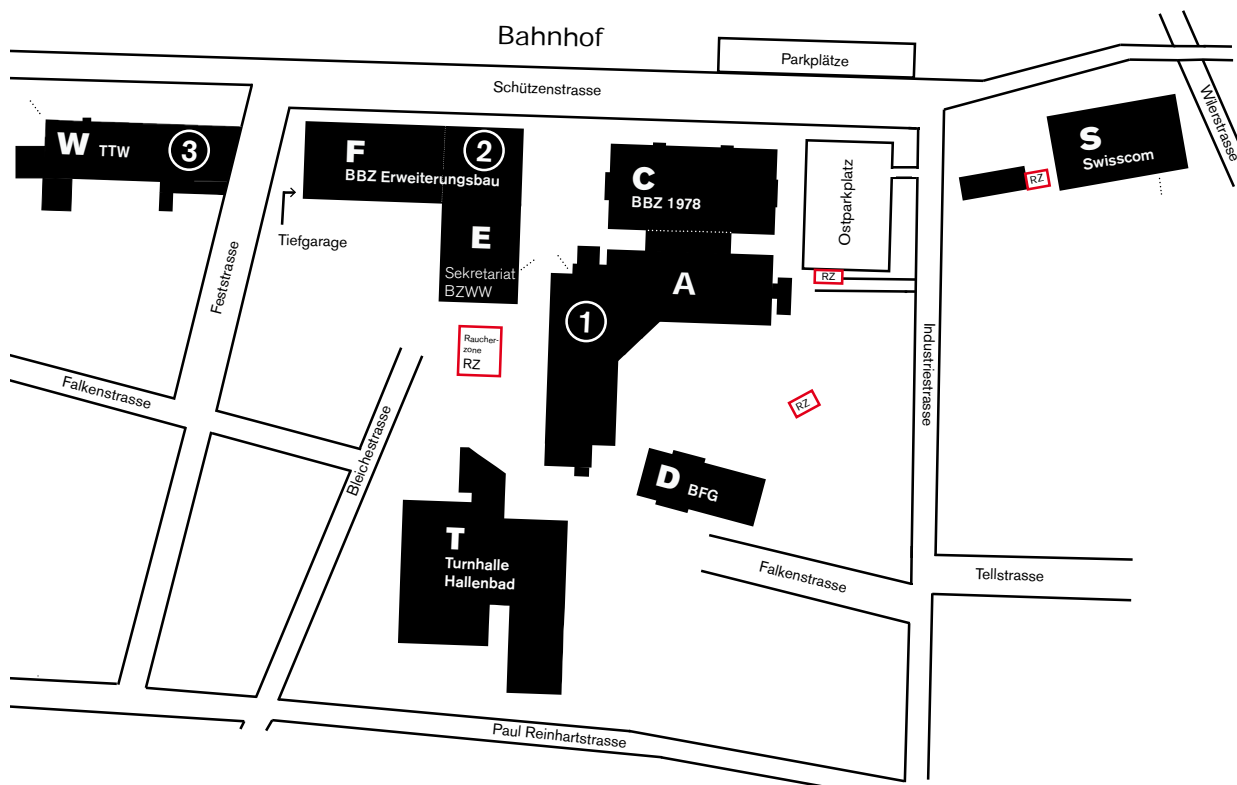 Bahnhof
Parkplätze
Schützenstrasse
Wilerstrasse
W TTW
3
F
BBZ Erweiterungsbau
2
C
BBZ 1978
S
Swisscom
RZ
Ostparkplatz
Tiefgarage
E
Sekretariat
BZWW
A
RZ
Feststrasse
1
Raucher-
zone
RZ
Industriestrasse
Falkenstrasse
RZ
Bleichestrasse
D BFG
T
Turnhalle
Hallenbad
Falkenstrasse
Tellstrasse
Paul Reinhartstrasse